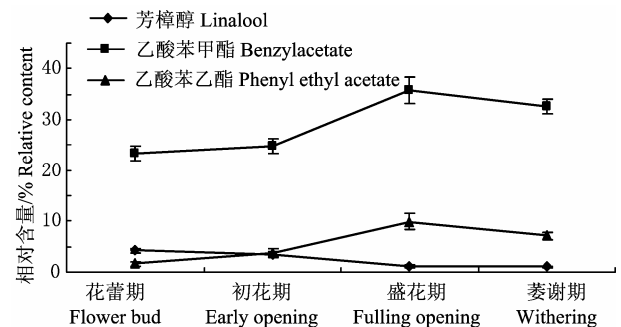 芳樟醇 Linalool
乙酸苯甲酯 Benzylacetate
乙酸苯乙酯 Phenyl ethyl acetate
相对含量/% Relative content
50
40
30
20
10
0
花蕾期 初花期 盛花期 萎谢期
Flower bud Early opening Fulling opening Withering